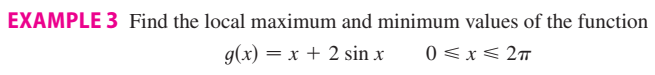 EXAMPLE 3 Find the local maximum and minimum values of the function
g(x) = x + 2 sin x 0 ≤ x ≤ 2π